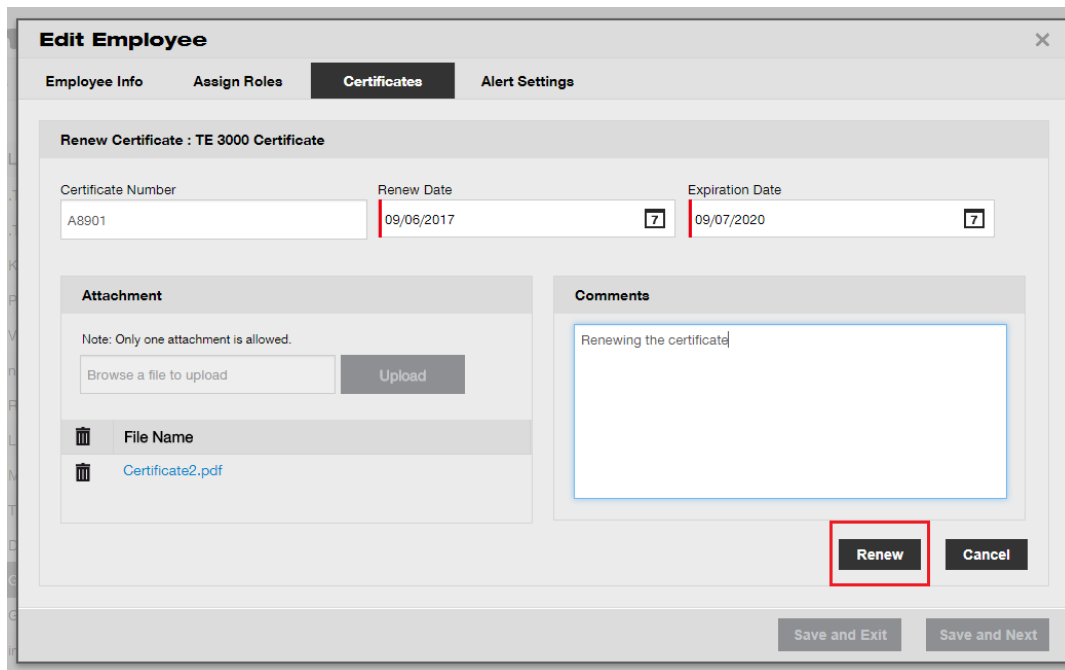 Edit Employee
Employee Info Assign Roles Certificates Alert Settings
Renew Certificate : TE 3000 Certificate
Certificate Number Renew Date Expiration Date
A8901 09/06/2017 7 09/07/2020 7
Attachment
Note: Only one attachment is allowed.
Browse a file to upload Upload
File Name
Certificate2.pdf
Comments
Renewing the certificate
Renew Cancel
Save and Exit Save and Next